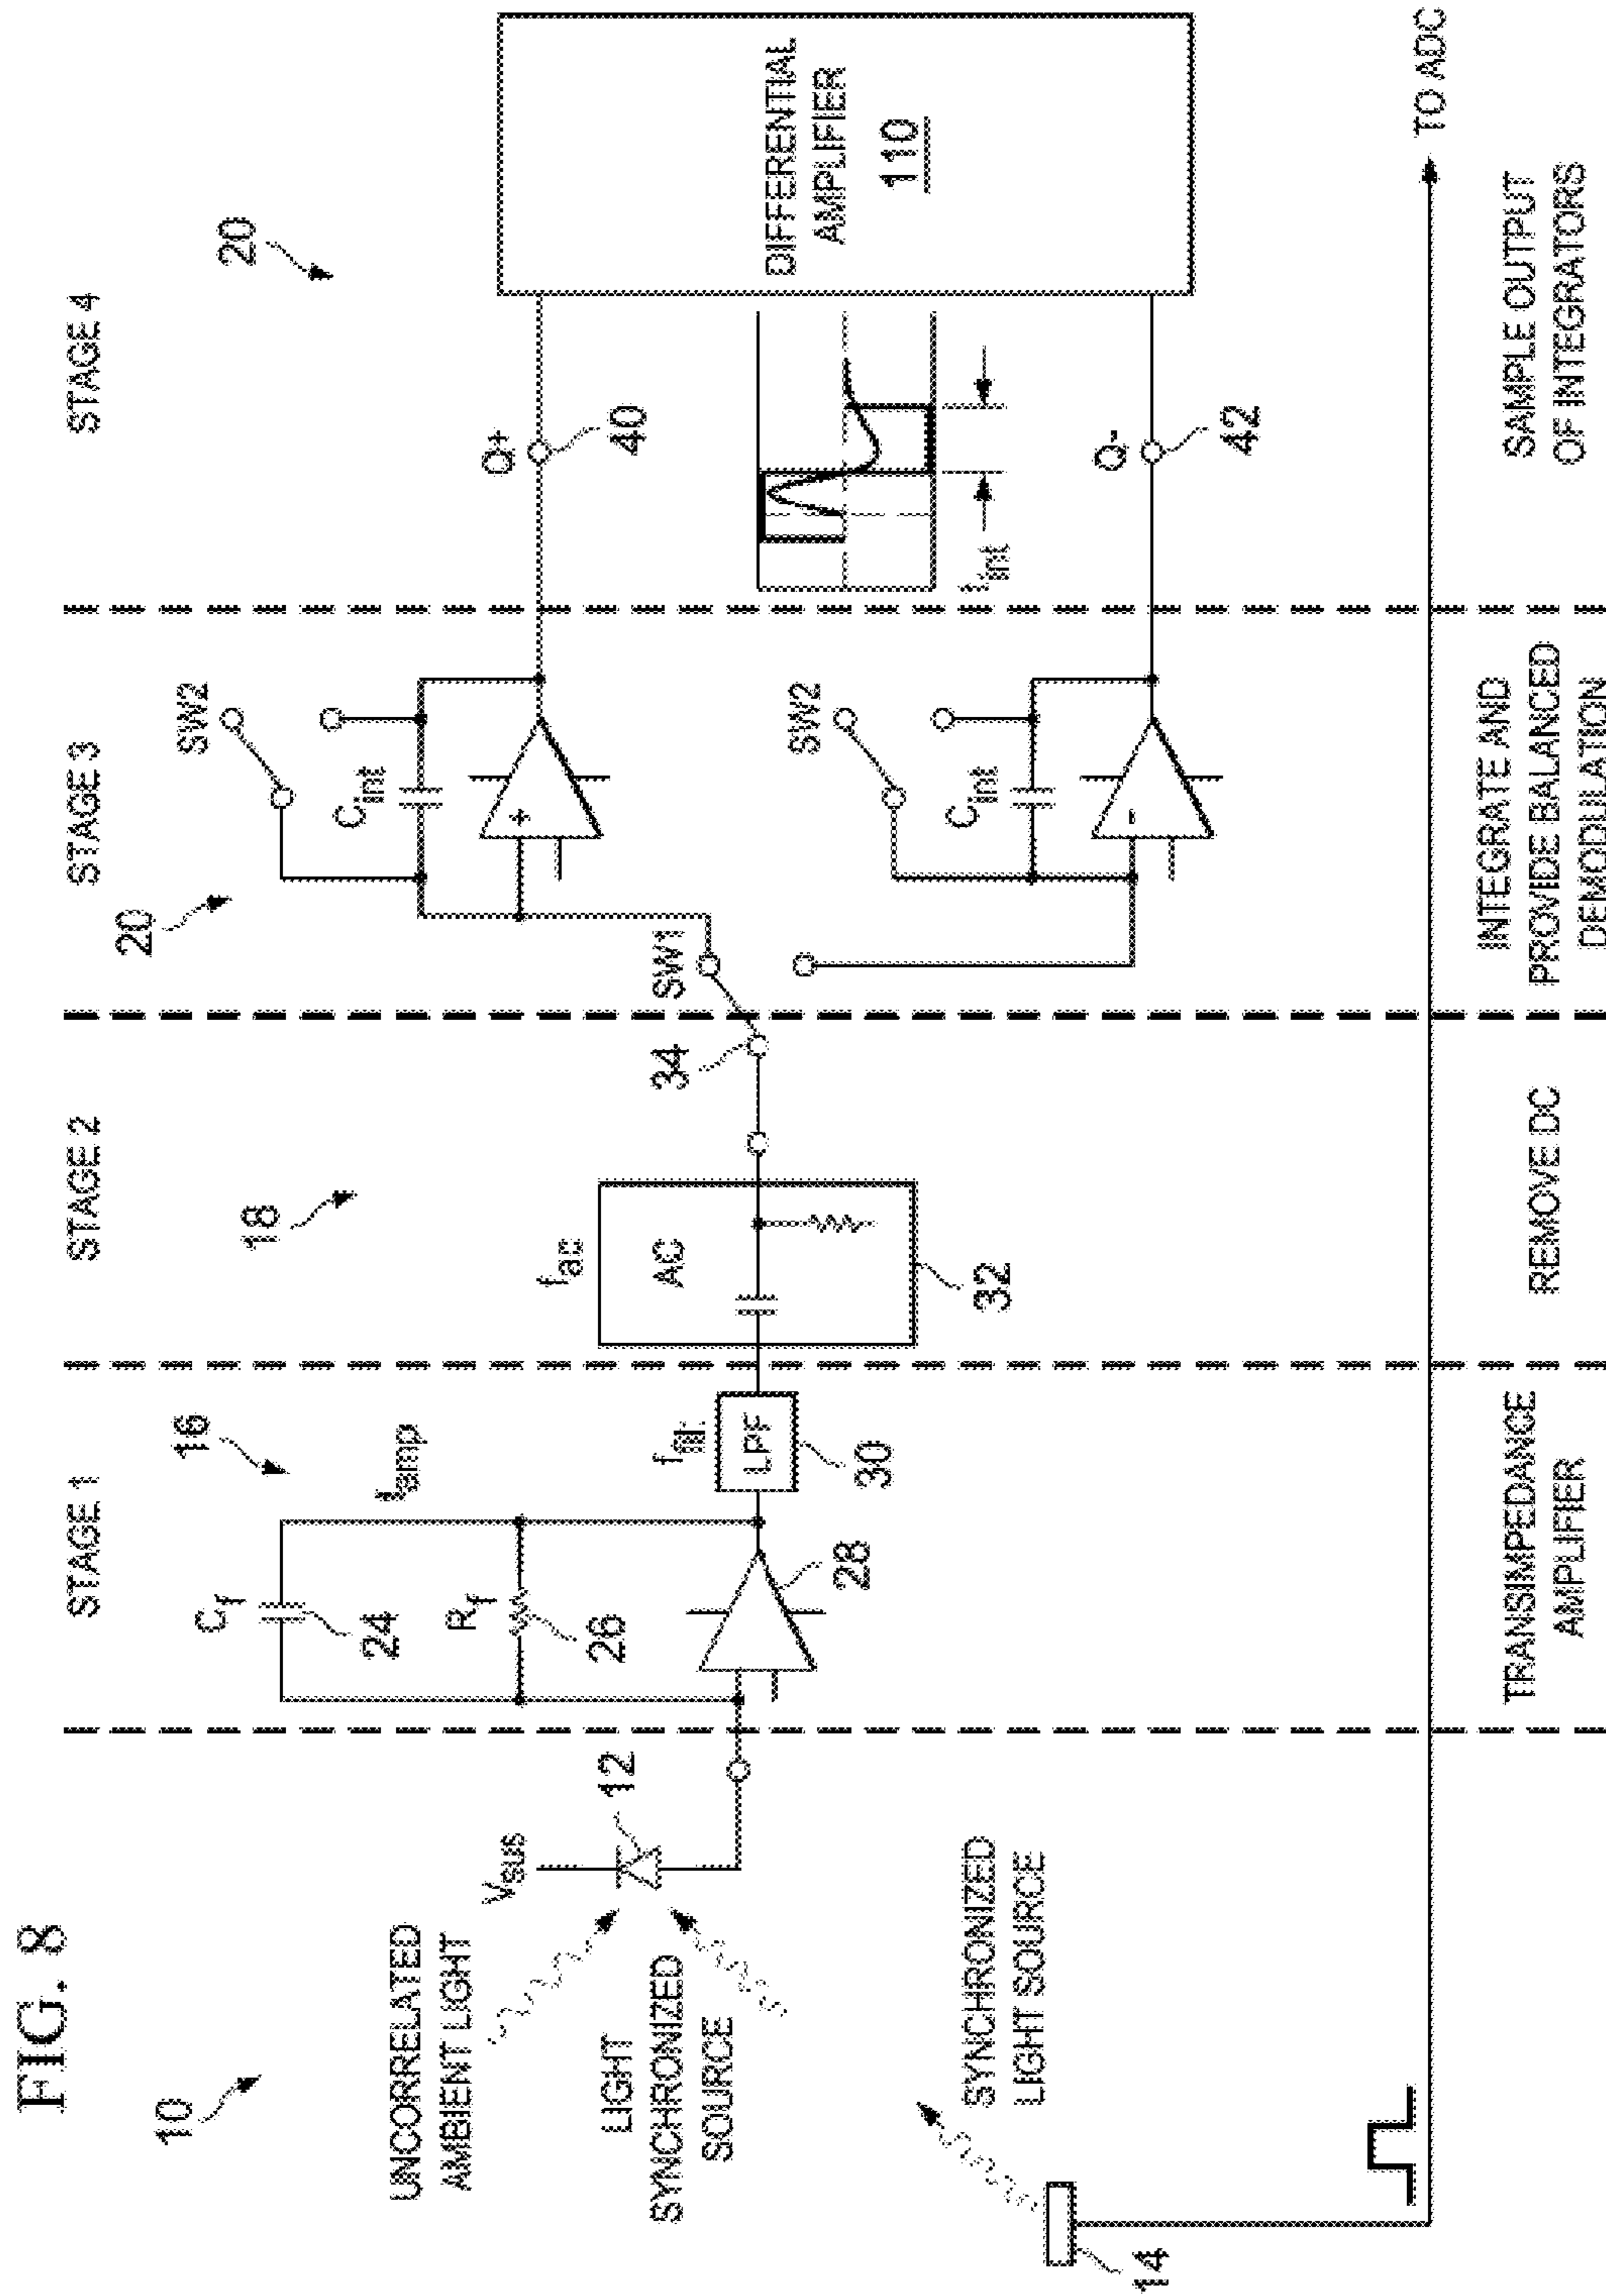 FIG. 8
10
UNCORRELATED
AMBIENT LIGHT
LIGHT
SYNCHRONIZED
SOURCE
Vsus
12
SYNCHRONIZED
LIGHT SOURCE
14
STAGE 1
16
Cf
24
Rf
26
famp
28
ffilt
LPF
30
TRANSIMPEDANCE
AMPLIFIER
STAGE 2
18
fac
AC
32
34
REMOVE DC
STAGE 3
20
SW1
SW2
Cint
+
SW2
Cint
-
INTEGRATE AND
PROVIDE BALANCED
DEMODULATION
STAGE 4
20
Q+
40
tint
Q-
42
DIFFERENTIAL
AMPLIFIER
110
SAMPLE OUTPUT
OF INTEGRATORS
TO ADC